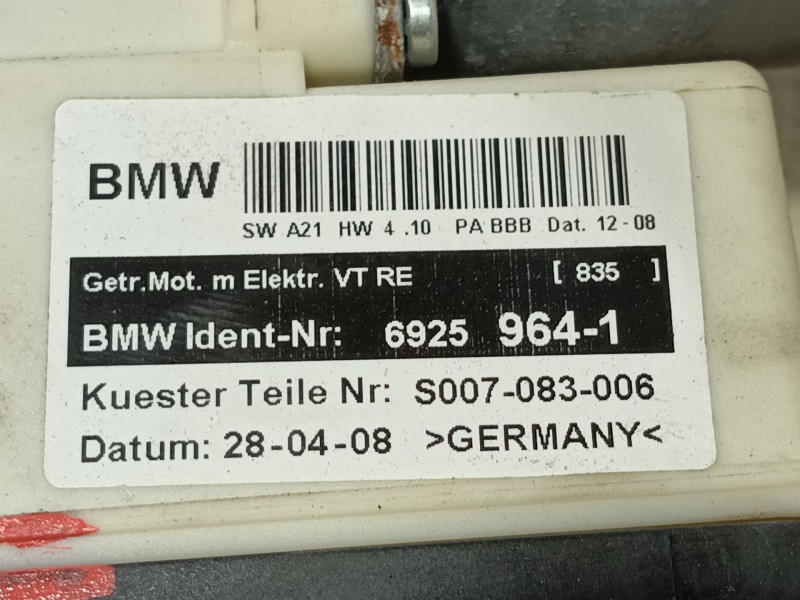 BMW
SW A21 HW 4 .10 PA BBB Dat. 12-08
Getr.Mot. m Elektr. VT RE [ 835 ]
BMW Ident-Nr: 6925 964-1
Kuester Teile Nr: S007-083-006
Datum: 28-04-08 >GERMANY<